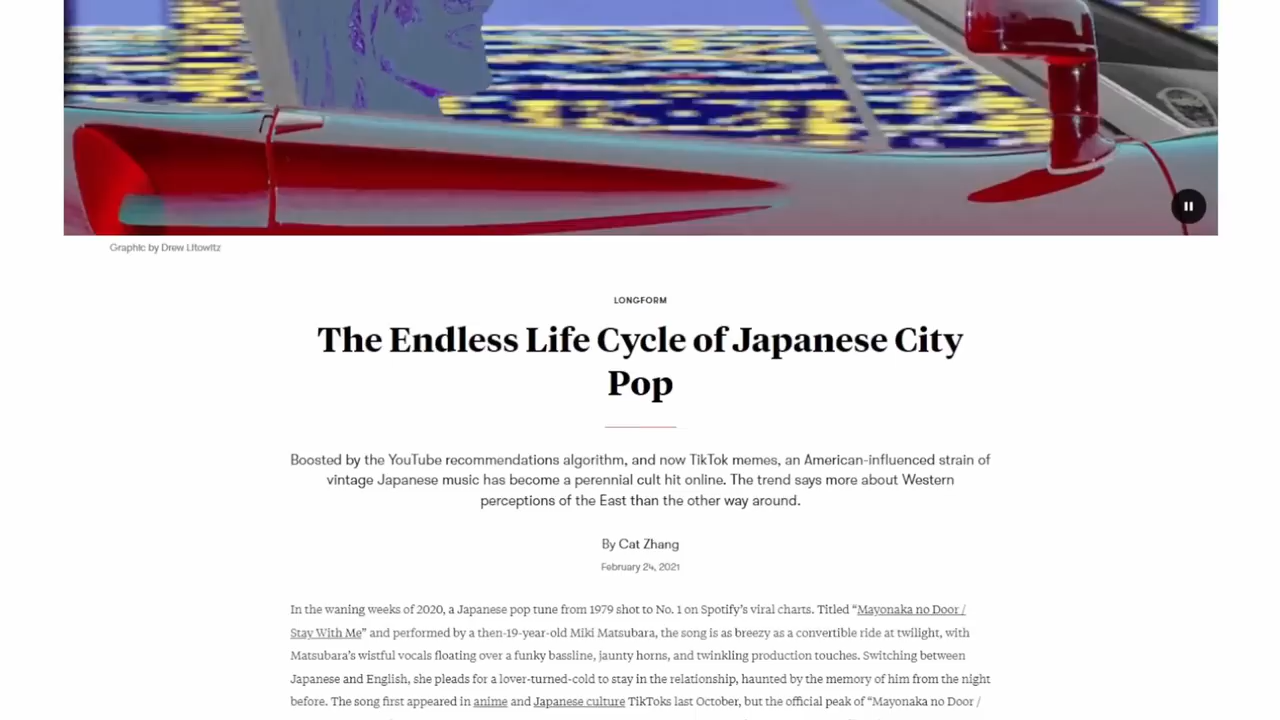 Graphic by Drew Litowitz
LONGFORM
The Endless Life Cycle of Japanese City
Pop
Boosted by the YouTube recommendations algorithm, and now TikTok memes, an American-influenced strain of
vintage Japanese music has become a perennial cult hit online. The trend says more about Western
perceptions of the East than the other way around.
By Cat Zhang
February 24, 2021
In the waning weeks of 2020, a Japanese pop tune from 1979 shot to No. 1 on Spotify’s viral charts. Titled “Mayonaka no Door /
Stay With Me” and performed by a then-19-year-old Miki Matsubara, the song is as breezy as a convertible ride at twilight, with
Matsubara’s wistful vocals floating over a funky bassline, jaunty horns, and twinkling production touches. Switching between
Japanese and English, she pleads for a lover-turned-cold to stay in the relationship, haunted by the memory of him from the night
before. The song first appeared in anime and Japanese culture TikToks last October, but the official peak of “Mayonaka no Door /